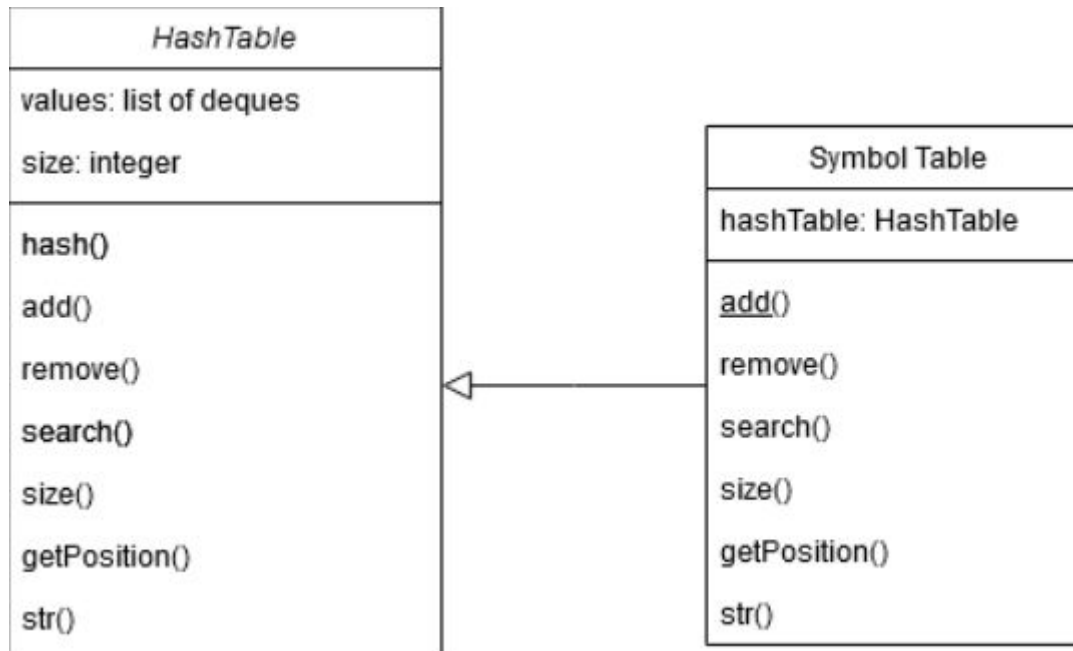 HashTable
values: list of deques
size: integer
hash()
add()
remove()
search()
size()
getPosition()
str()
Symbol Table
hashTable: HashTable
add()
remove()
search()
size()
getPosition()
str()